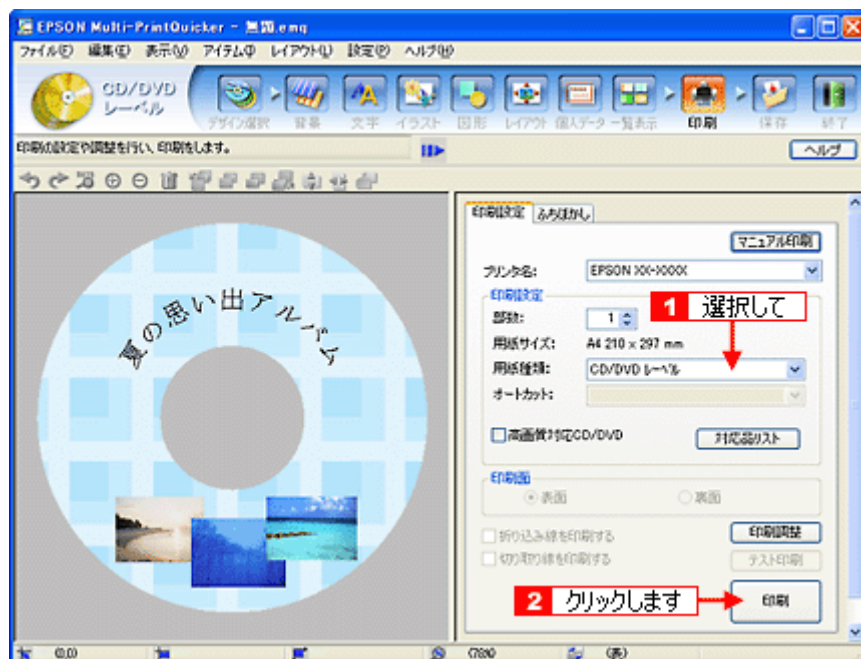 EPSON Multi-PrintQuicker - 無題.emq
ファイル(F) 編集(E) 表示(V) アイテム(I) レイアウト(L) 設定(P) ヘルプ(H)
CD/DVD
レーベル
デザイン選択 背景 文字 イラスト 図形 レイアウト 個人データ 一覧表示 印刷 保存 終了
印刷の設定や調整を行い、印刷をします。
ヘルプ
夏の思い出アルバム
印刷設定 ふちぼかし
マニュアル印刷
プリンタ名: EPSON XX-XXXX
印刷設定
1 選択して
部数: 1
用紙サイズ: A4 210 x 297 mm
用紙種類: CD/DVD レーベル
オートカット:
高画質対応CD/DVD
対応品リスト
印刷面
表面 裏面
折り込み線を印刷する
印刷調整
切り取り線を印刷する
テスト印刷
2 クリックします
印刷
(0,0) (78%) (表)